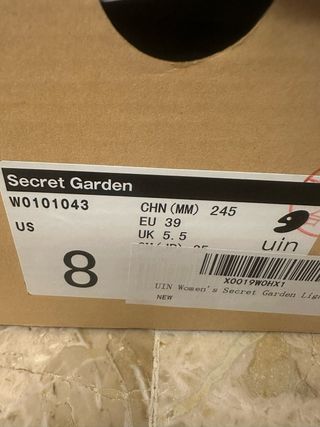 Secret Garden
W0101043
US
8
CHN (MM) 245
EU 39
UK 5.5
uin
X0019WOHX1
UIN Women's Secret Garden
NEW